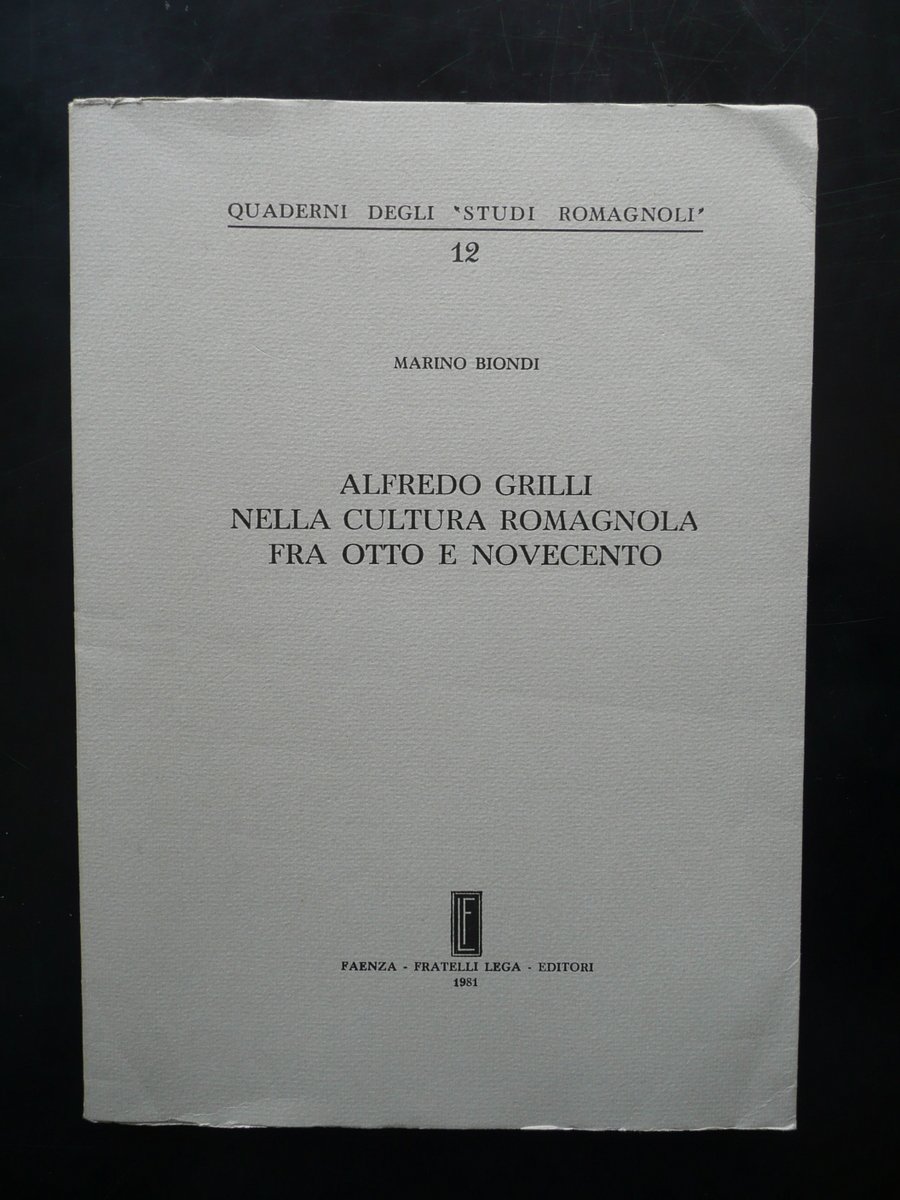 QUADERNI DEGLI "STUDI ROMAGNOLI"
12
MARINO BIONDI
ALFREDO GRILLI
NELLA CULTURA ROMAGNOLA
FRA OTTO E NOVECENTO
LF
FAENZA - FRATELLI LEGA - EDITORI
1981